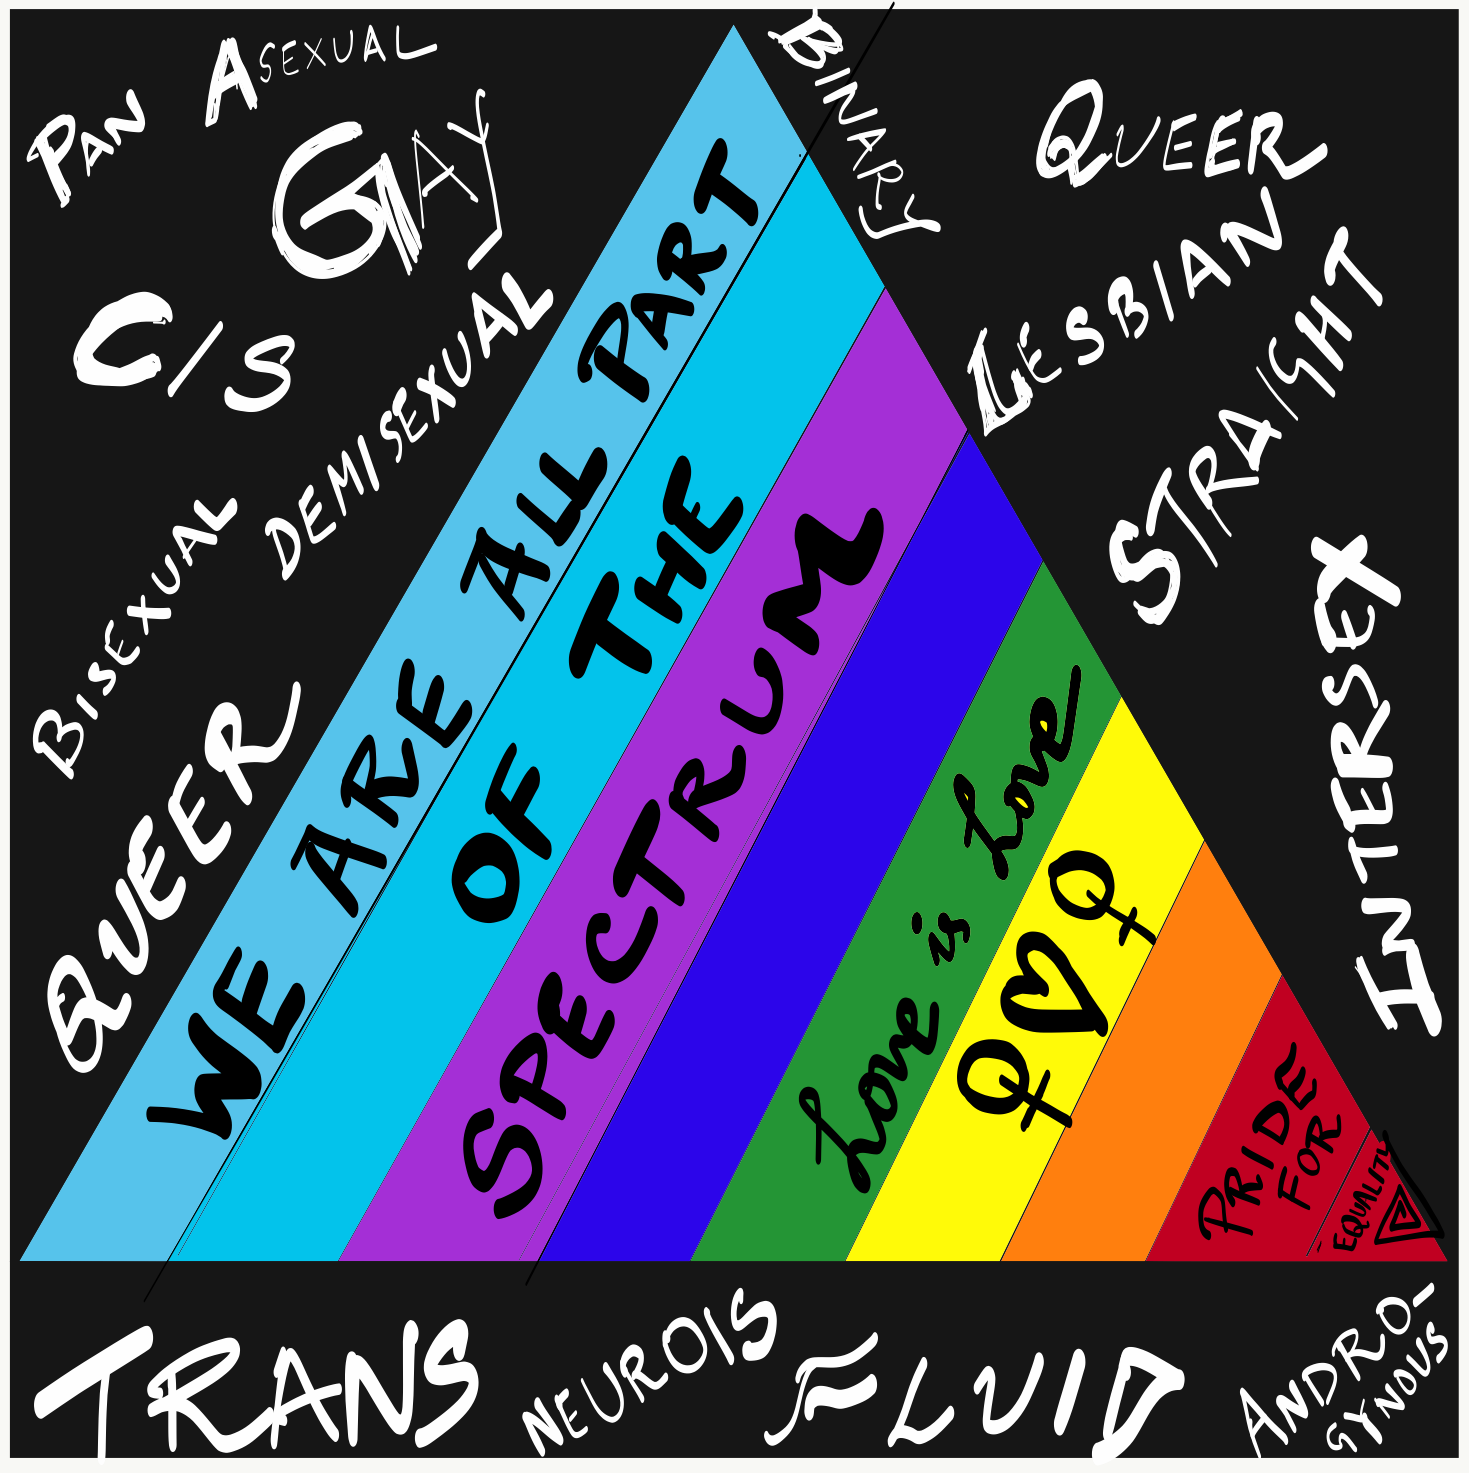 PAN
ASEXUAL
GAY
CIS
DEMISEXUAL
BISEXUAL
QUEER
BINARY
QUEER
LESBIAN
STRAIGHT
INTERSEX
WE ARE ALL PART
OF THE
SPECTRUM
Love is Love
♀♡♀
PRIDE
FOR
EQUALITY
TRANS
NEUROIS
FLUID
ANDRO-
GYNOUS